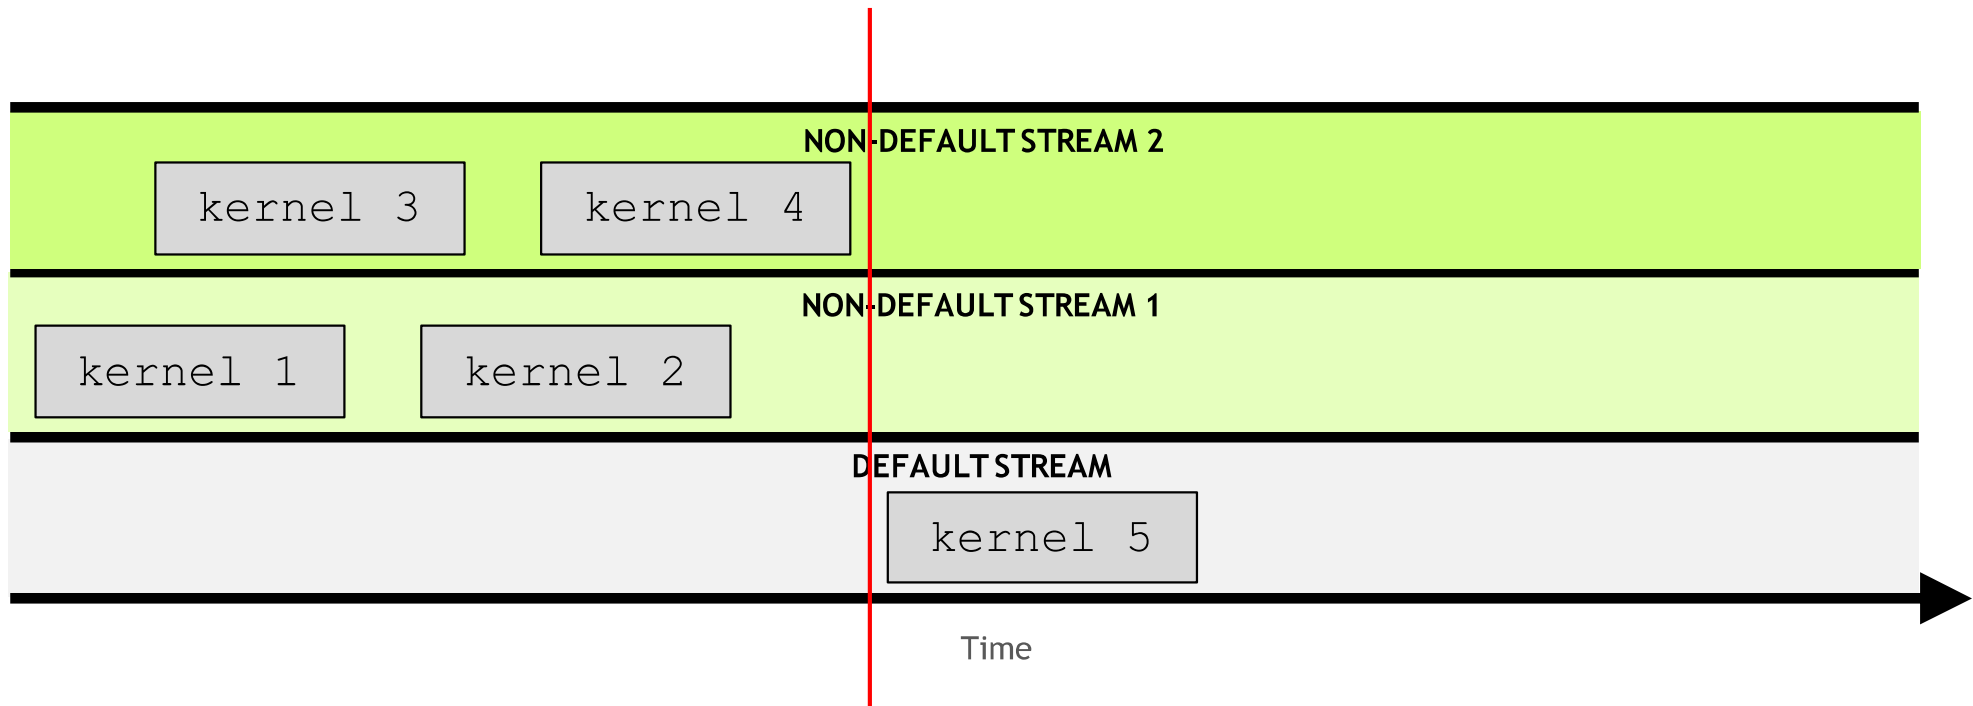 NON-DEFAULT STREAM 2
kernel 3
kernel 4
NON-DEFAULT STREAM 1
kernel 1
kernel 2
DEFAULT STREAM
kernel 5
Time